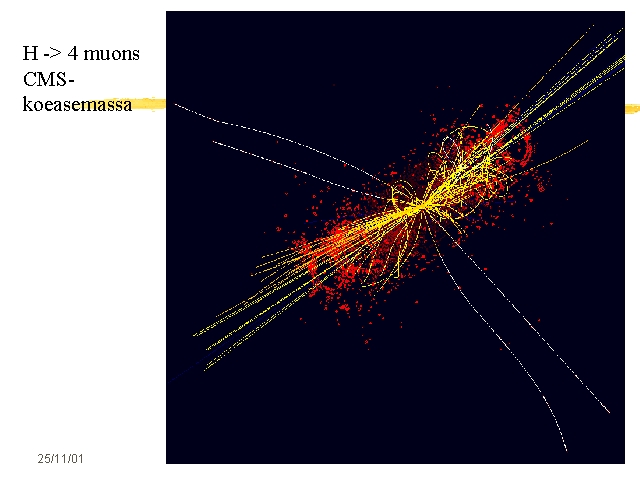 H -> 4 muons
CMS-
koeasemassa
25/11/01